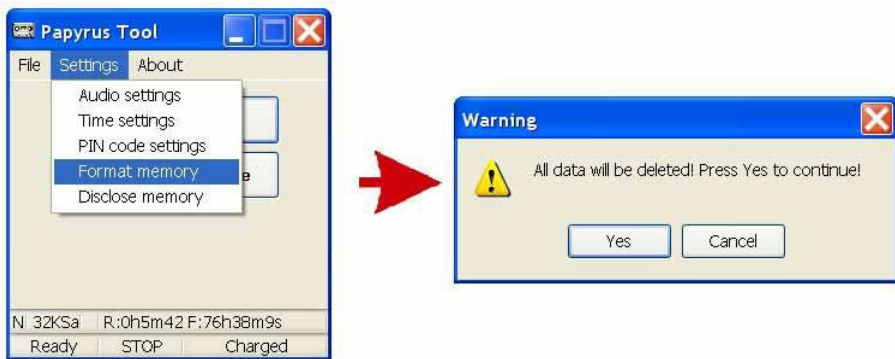 Papyrus Tool
File Settings About
Audio settings
Time settings
PIN code settings
Format memory
Disclose memory
e
N 32KSa R:0h5m42 F:76h38m9s
Ready STOP Charged
Warning
All data will be deleted! Press Yes to continue!
Yes Cancel